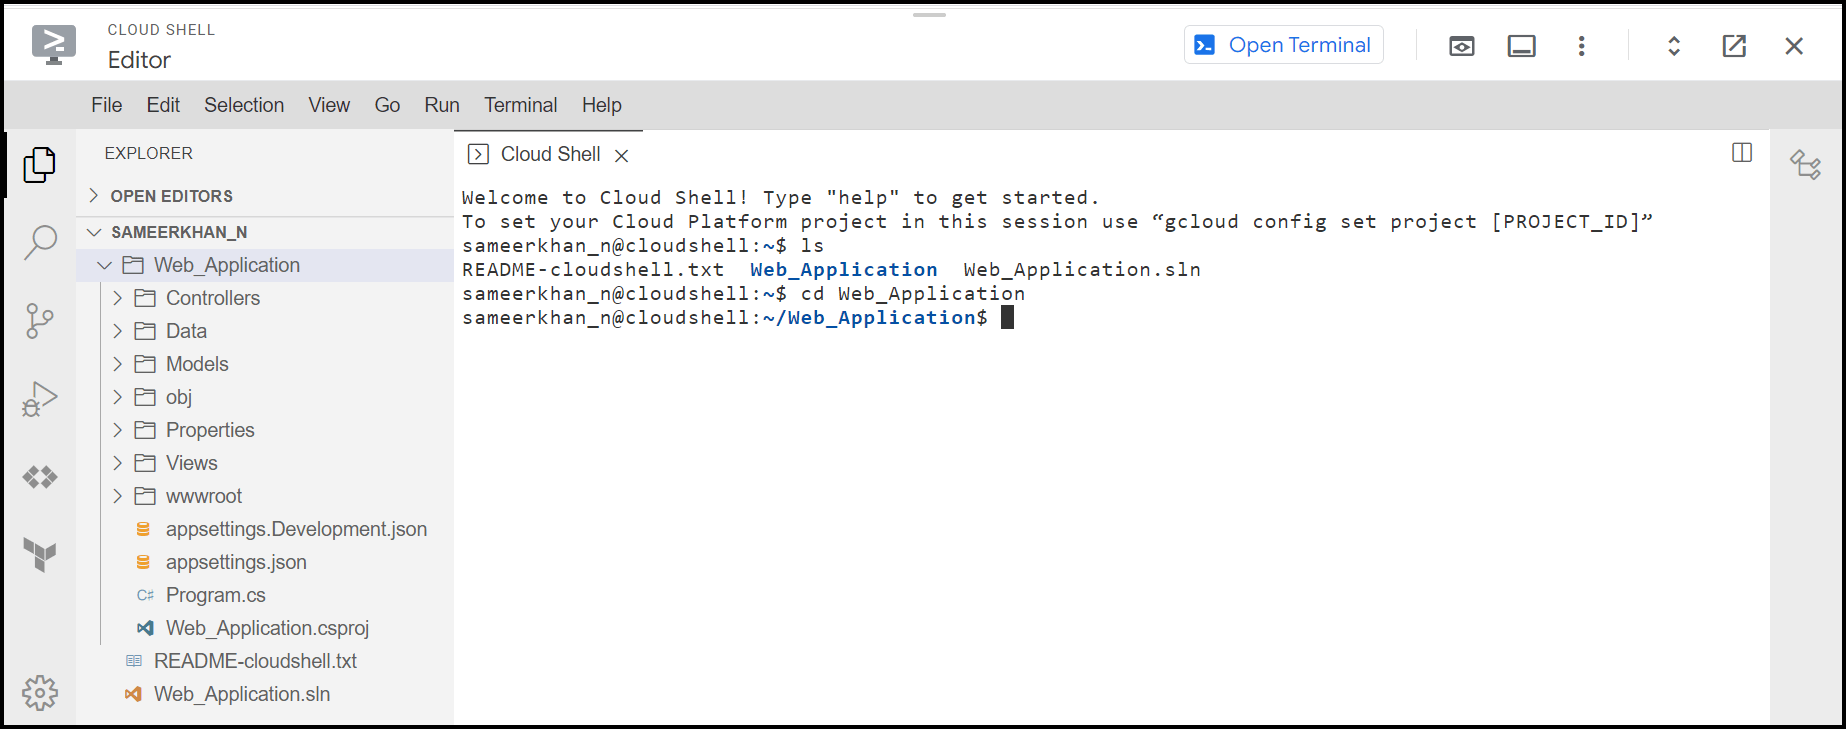 CLOUD SHELL
Editor
Open Terminal
File Edit Selection View Go Run Terminal Help
EXPLORER
OPEN EDITORS
SAMEERKHAN_N
Web_Application
Controllers
Data
Models
obj
Properties
Views
wwwroot
appsettings.Development.json
appsettings.json
C# Program.cs
Web_Application.csproj
README-cloudshell.txt
Web_Application.sln
Cloud Shell
Welcome to Cloud Shell! Type "help" to get started.
To set your Cloud Platform project in this session use “gcloud config set project [PROJECT_ID]”
sameerkhan_n@cloudshell:~$ ls
README-cloudshell.txt Web_Application Web_Application.sln
sameerkhan_n@cloudshell:~$ cd Web_Application
sameerkhan_n@cloudshell:~/Web_Application$